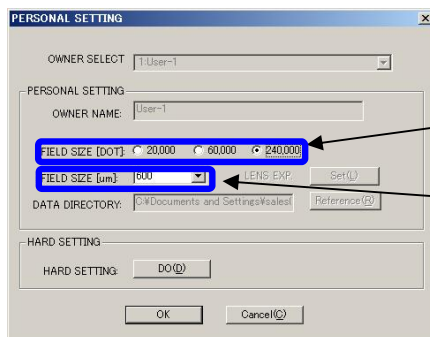 PERSONAL SETTING
OWNER SELECT 1:User-1
PERSONAL SETTING
OWNER NAME: User-1
FIELD SIZE [DOT]: 20,000 60,000 240,000
FIELD SIZE [um]: 600 LENS EXP. Set(L)
DATA DIRECTORY: C:¥Documents and Settings¥sales( Reference(R)
HARD SETTING
HARD SETTING: DO(D)
OK Cancel(C)